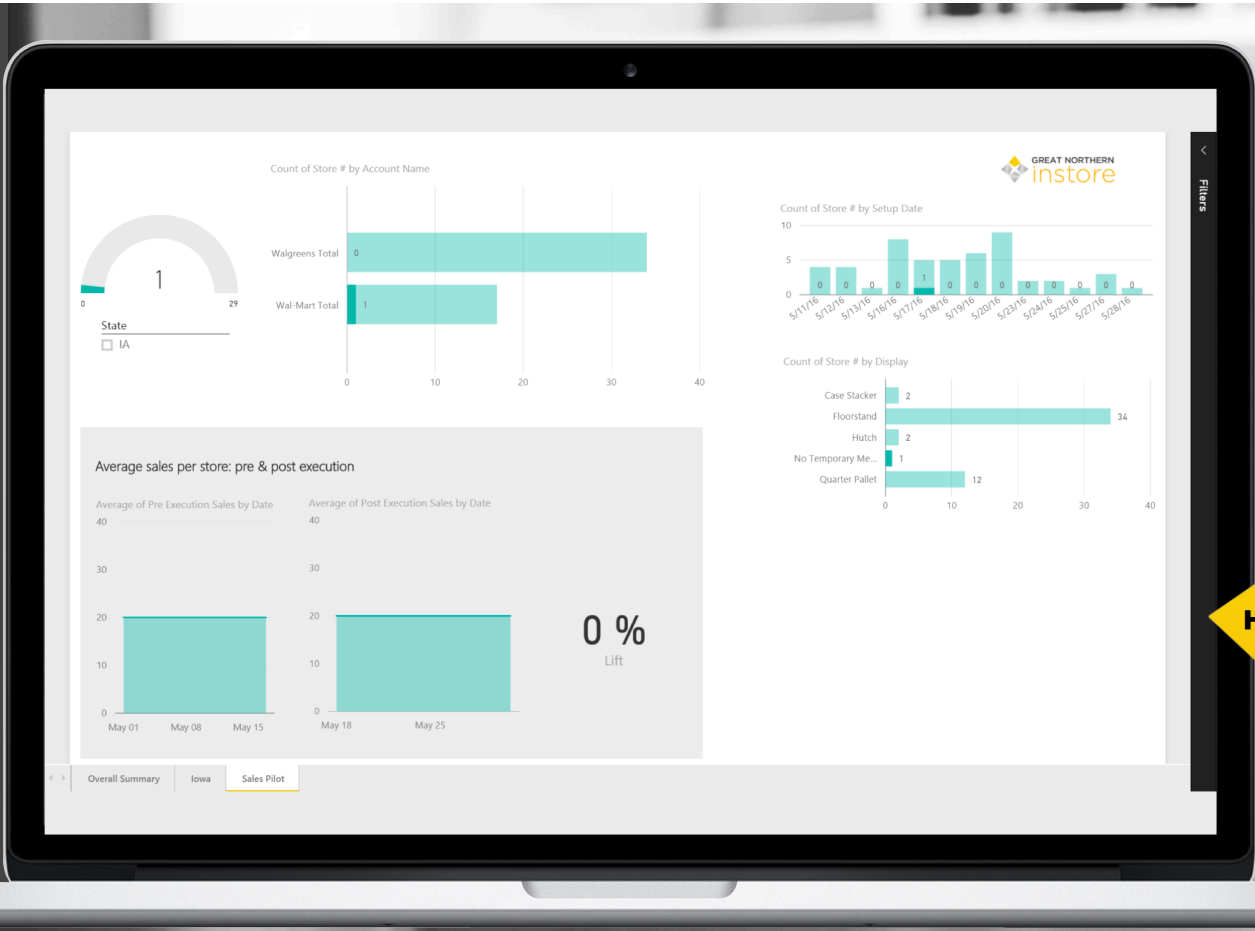 Count of Store # by Account Name
GREAT NORTHERN
instore
Filters
1
0
29
State
IA
Walgreens Total
0
Wal-Mart Total
1
0
10
20
30
40
Count of Store # by Setup Date
10
5
0
0
0
0
0
1
0
0
0
0
0
0
0
0
5/11/16
5/12/16
5/13/16
5/16/16
5/17/16
5/18/16
5/19/16
5/20/16
5/23/16
5/24/16
5/25/16
5/27/16
5/28/16
Count of Store # by Display
Case Stacker
2
Floorstand
34
Hutch
2
No Temporary Me...
1
Quarter Pallet
12
0
10
20
30
40
Average sales per store: pre & post execution
Average of Pre Execution Sales by Date
40
30
20
10
0
May 01
May 08
May 15
Average of Post Execution Sales by Date
40
30
20
10
0
May 18
May 25
0 %
Lift
H
Overall Summary
Iowa
Sales Pilot